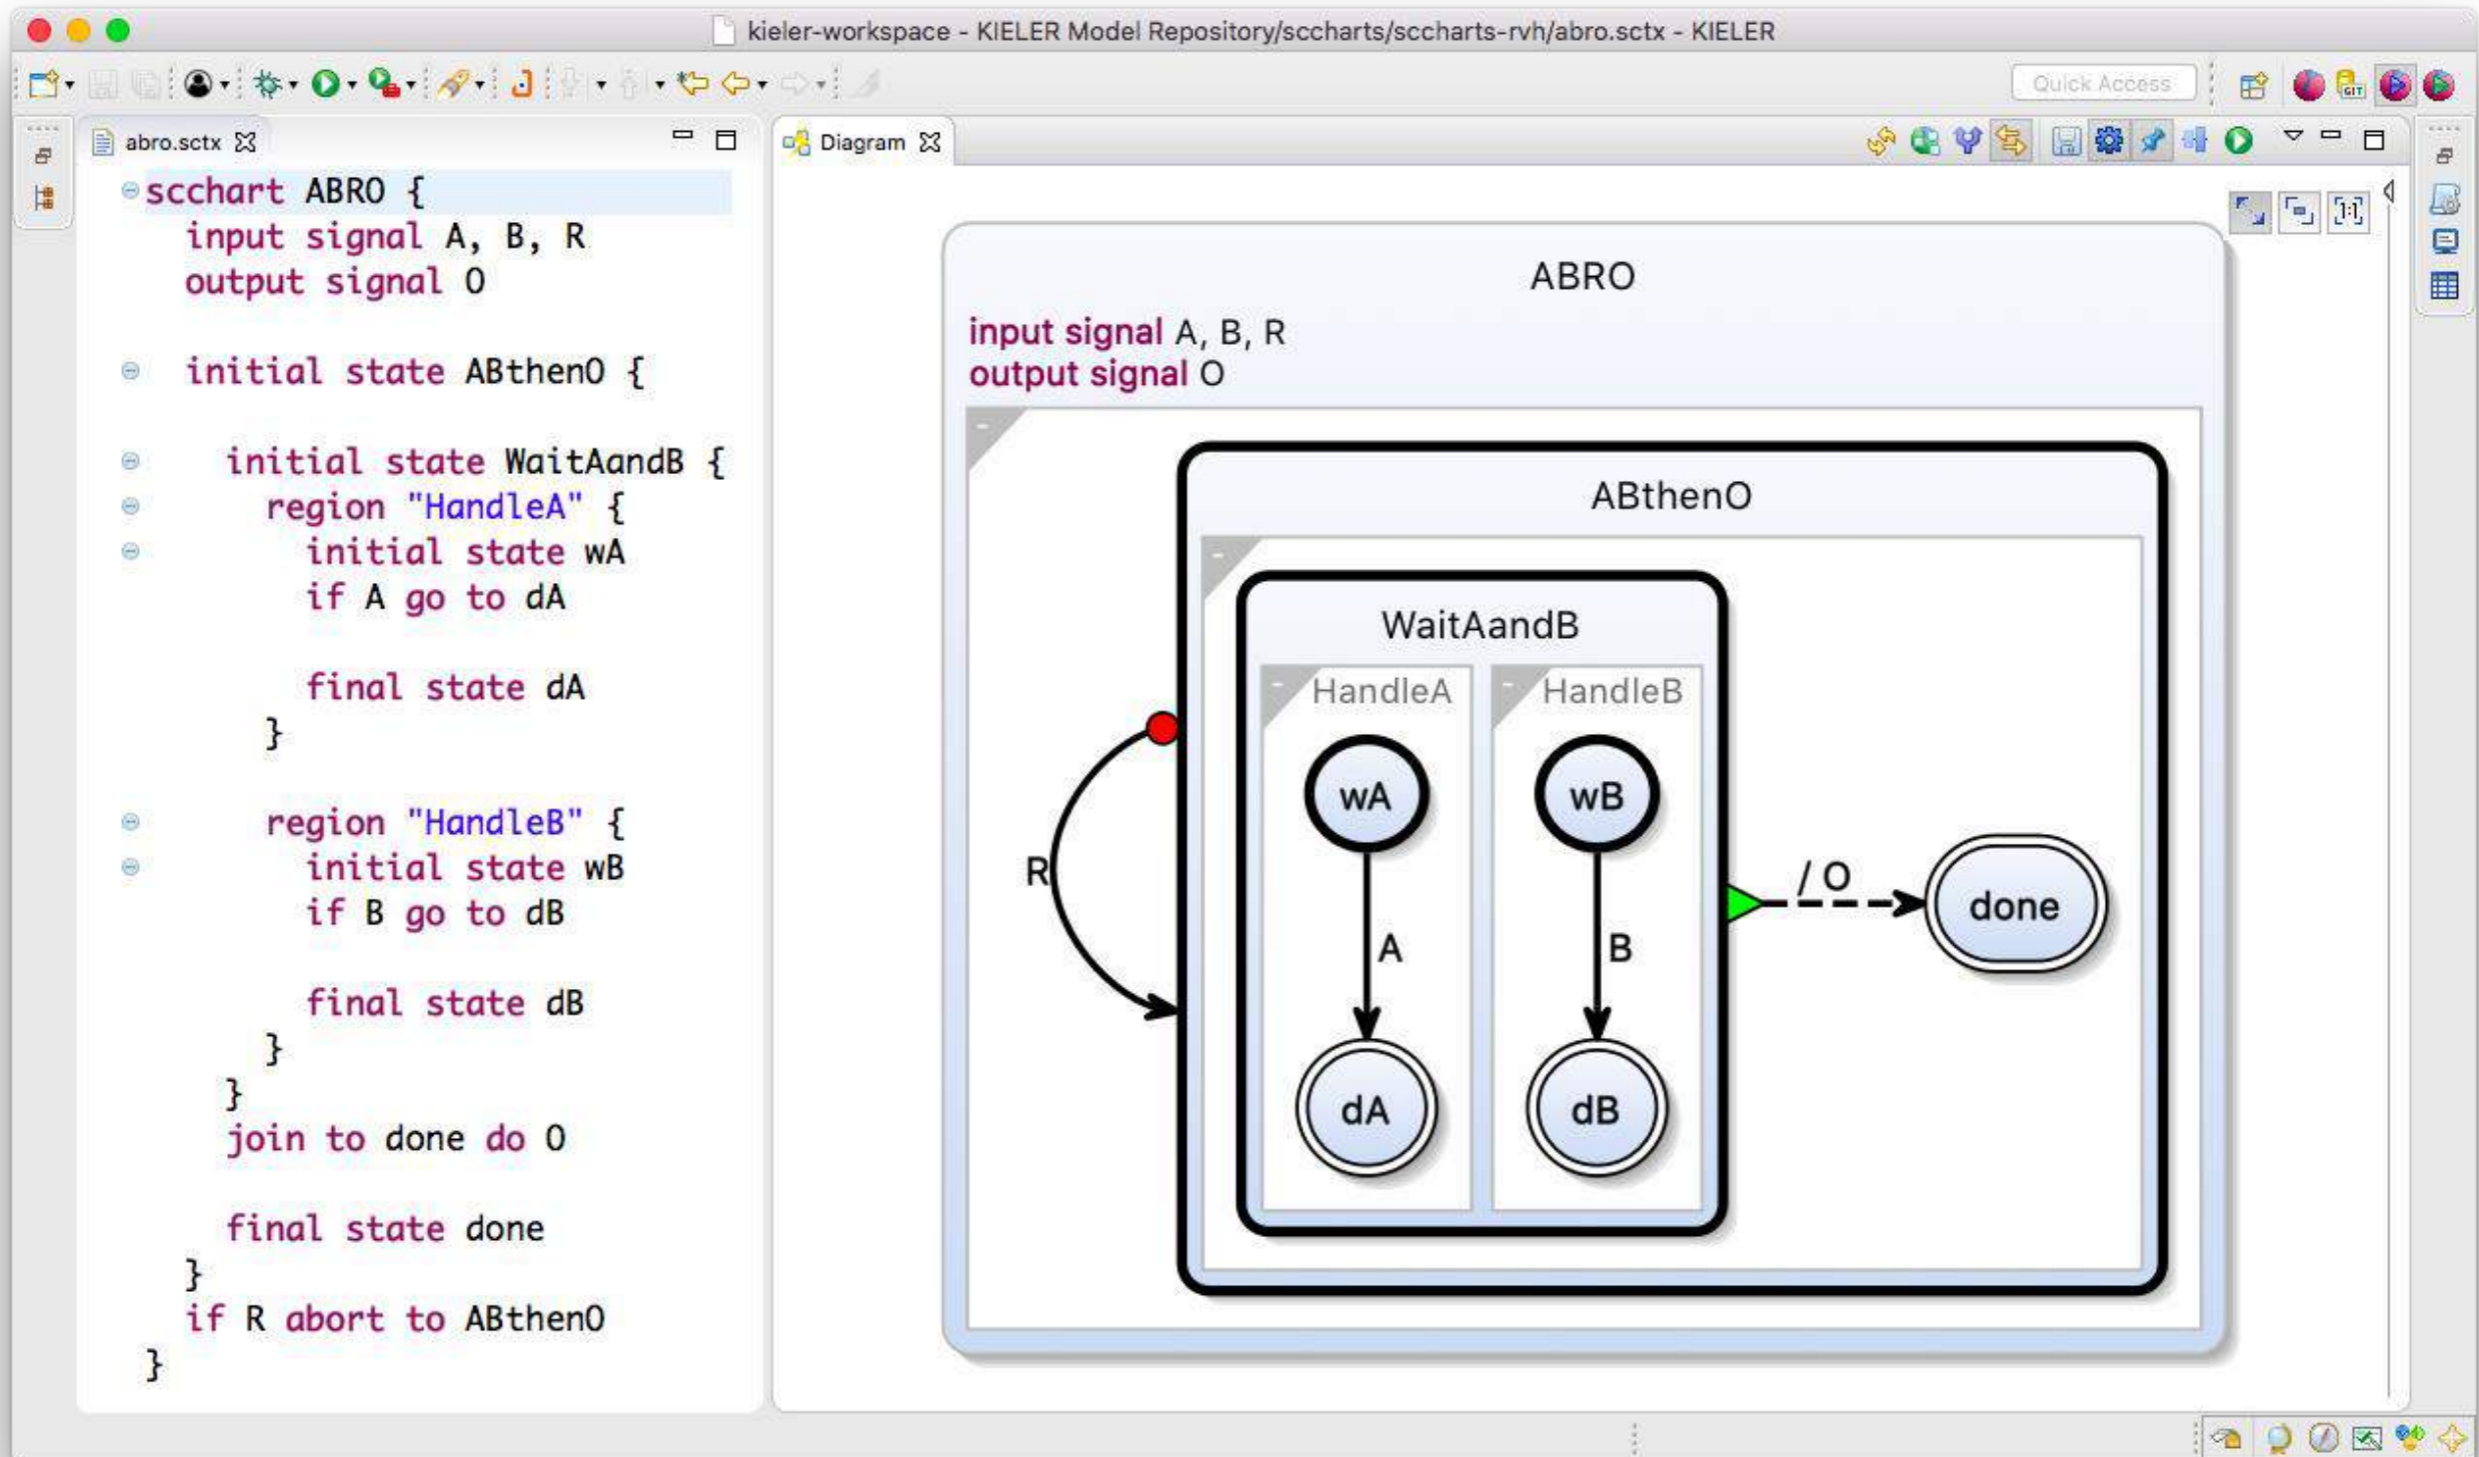 kieler-workspace - KIELER Model Repository/sccharts/sccharts-rvh/abro.sctx - KIELER
Quick Access
GIT
abro.sctx
scchart ABRO {
input signal A, B, R
output signal O
initial state ABthenO {
initial state WaitAandB {
region "HandleA" {
initial state wA
if A go to dA
final state dA
}
region "HandleB" {
initial state wB
if B go to dB
final state dB
}
}
join to done do O
final state done
}
if R abort to ABthenO
}
Diagram
[1:1]
ABRO
input signal A, B, R
output signal O
-
ABthenO
-
WaitAandB
- HandleA
- HandleB
wA
wB
R
/ O
done
A
B
dA
dB